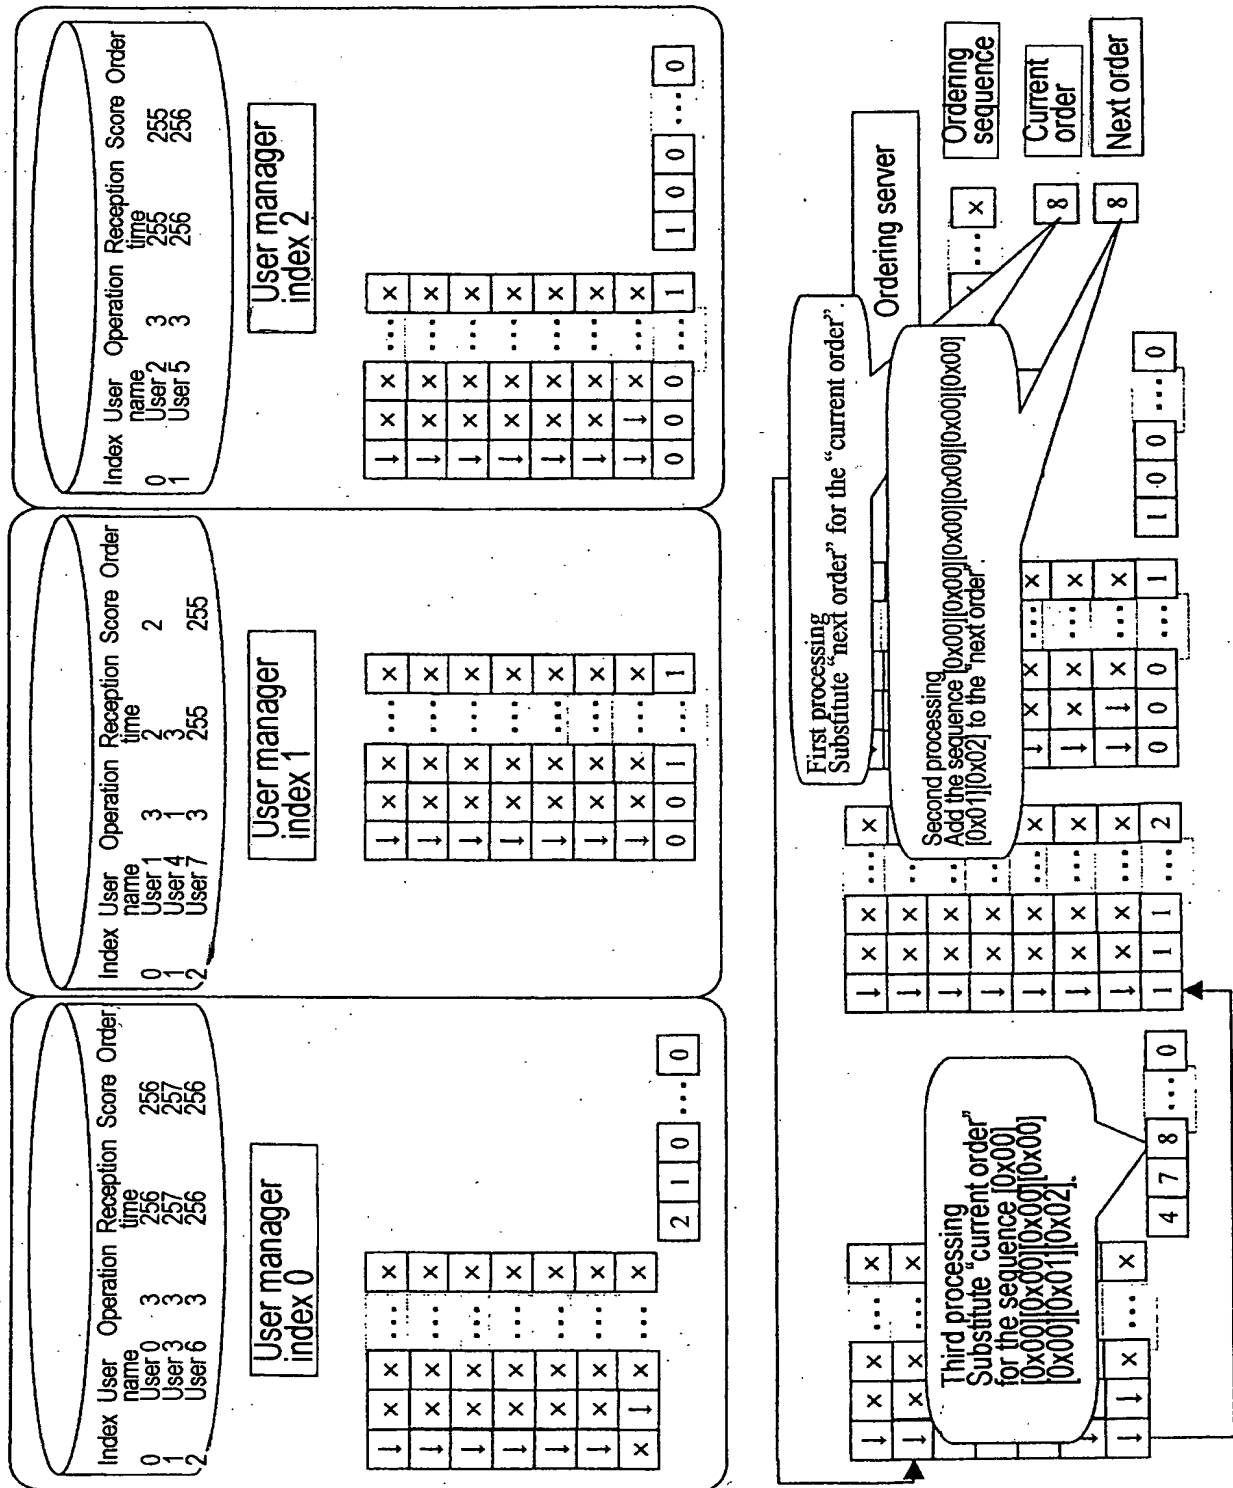 Index User Operation Reception Score Order
name time
0 User 0 3 256 256
1 User 3 3 257 257
2 User 6 3 256 256
User manager
index 0
× × ... ×
↓ × × ... ×
↓ × × ... ×
↓ × × ... ×
↓ × × ... ×
↓ × × ... ×
↓ × × ... ×
× ↓ × ... ×
2 1 0 ... 0
Index User Operation Reception Score Order
name time
0 User 1 3 2 2
1 User 4 1 3
2 User 7 3 255 255
User manager
index 1
↓ × × ... ×
↓ × × ... ×
↓ × × ... ×
↓ × × ... ×
↓ × × ... ×
↓ × × ... ×
↓ × × ... ×
0 0 1 ... 1
Index User Operation Reception Score Order
name time
0 User 2 3 255 255
1 User 5 3 256 256
User manager
index 2
↓ × × ... ×
↓ × × ... ×
↓ × × ... ×
↓ × × ... ×
↓ × × ... ×
↓ × × ... ×
↓ ↓ × ... ×
0 0 0 ... 1
1 0 0 ... 0
First processing
Substitute "next order" for the "current order".
Ordering server
Second processing
Add the sequence [0x00][0x00][0x00][0x00][0x00][0x00]
[0x01][0x02] to the "next order".
Third processing
Substitute "current order"
for the sequence [0x00]
[0x00][0x00][0x00][0x00]
[0x00][0x01][0x02].
↓ × × ... ×
↓ × × ... ×
↓ ↓ × ... ×
4 7 8 ... 0
↓ × × ... ×
↓ × × ...
↓ × × ..
↓ × × .. ×
↓ × × ... ×
↓ × × ... ×
↓ × × ... ×
1 1 1 ... 2
↓ × × ... ×
↓ × × ... ×
↓ ↓ × ... ×
0 0 0 ... 1
1 0 0 ... 0
... × Ordering
sequence
8 Current
order
8 Next order